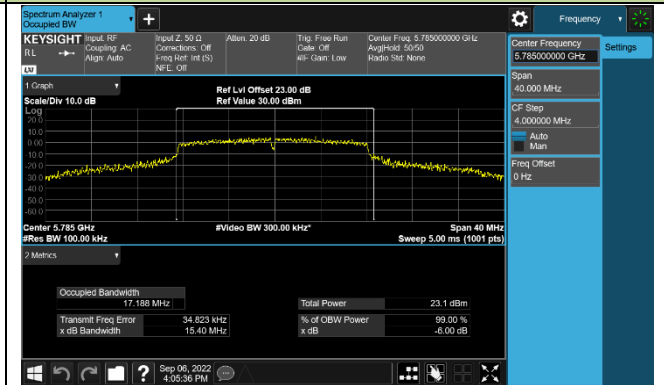 Spectrum Analyzer 1
Occupied BW
+
Frequency
KEYSIGHT
R L
LXI
Input: RF
Coupling: AC
Align: Auto
Input Z: 50 Ω
Corrections: Off
Freq Ref: Int (S)
NFE: Off
Atten: 20 dB
Trig: Free Run
Gate: Off
#IF Gain: Low
Center Freq: 5.785000000 GHz
Avg|Hold: 50/50
Radio Std: None
Center Frequency
5.785000000 GHz
Settings
Span
40.000 MHz
CF Step
4.000000 MHz
Auto
Man
Freq Offset
0 Hz
1 Graph
Scale/Div 10.0 dB
Ref Lvl Offset 23.00 dB
Ref Value 30.00 dBm
Log
20.0
10.0
0.00
-10.0
-20.0
-30.0
-40.0
-50.0
-60.0
Center 5.785 GHz
#Video BW 300.00 kHz*
Span 40 MHz
#Res BW 100.00 kHz
Sweep 5.00 ms (1001 pts)
2 Metrics
Occupied Bandwidth
17.188 MHz
Total Power 23.1 dBm
Transmit Freq Error 34.823 kHz
% of OBW Power 99.00 %
x dB Bandwidth 15.40 MHz
x dB -6.00 dB
?
Sep 06, 2022
4:05:36 PM